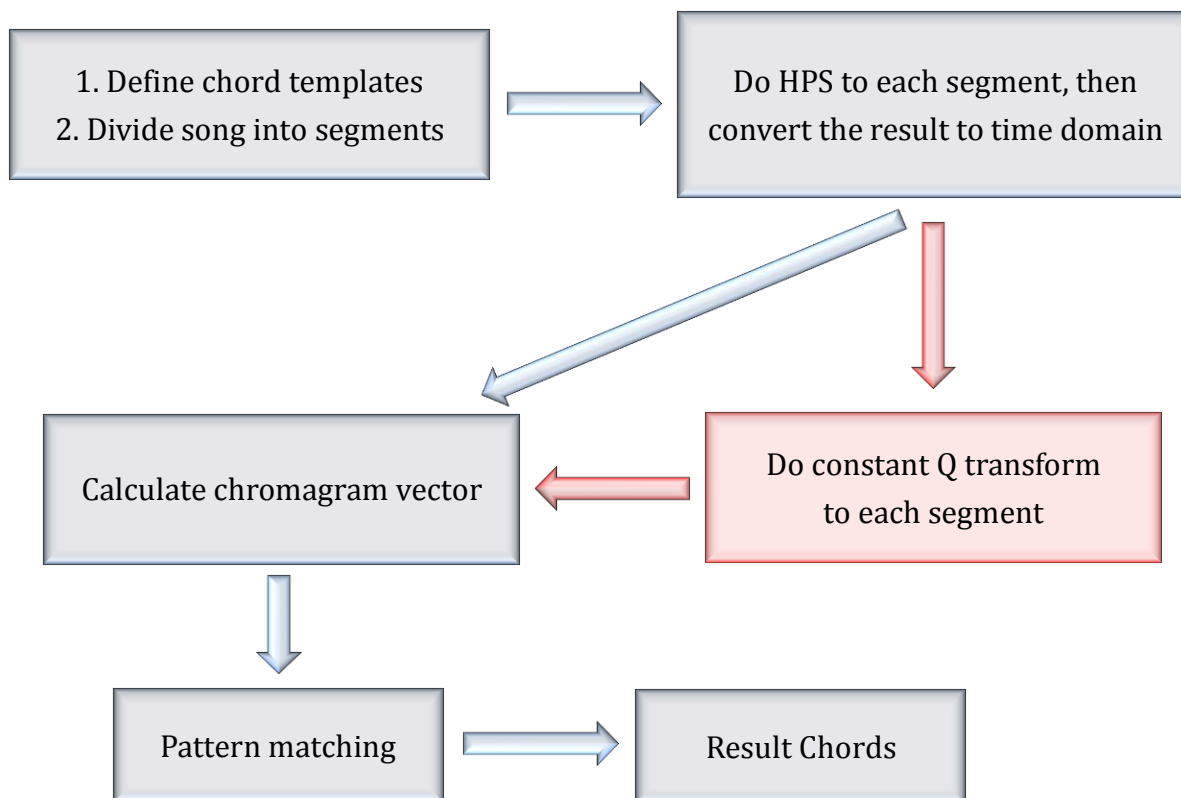 1. Define chord templates
2. Divide song into segments
Do HPS to each segment, then
convert the result to time domain
Do constant Q transform
to each segment
Calculate chromagram vector
Pattern matching
Result Chords